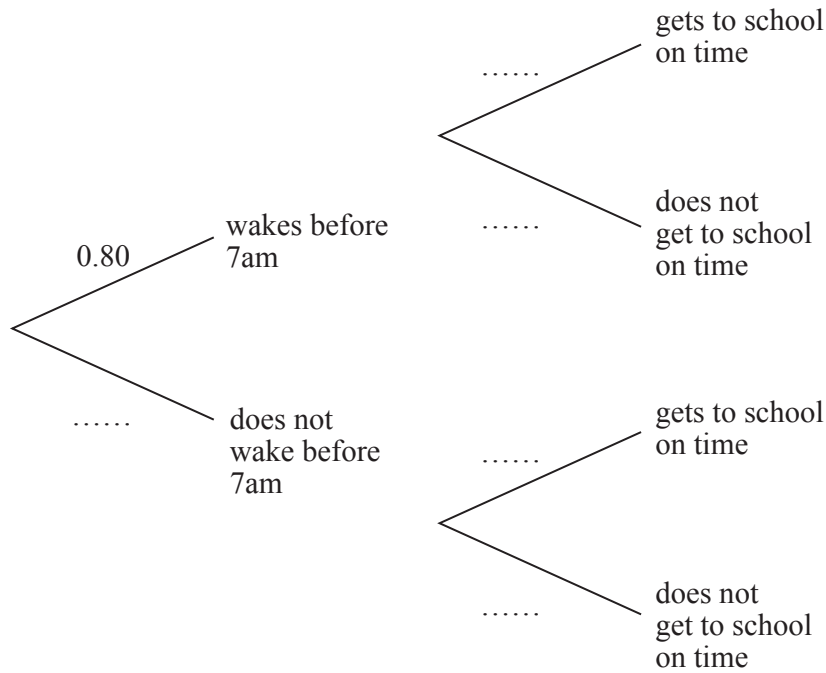 gets to school
on time
......
does not
get to school
on time
......
wakes before
7am
0.80
......
does not
wake before
7am
gets to school
on time
......
does not
get to school
on time
......